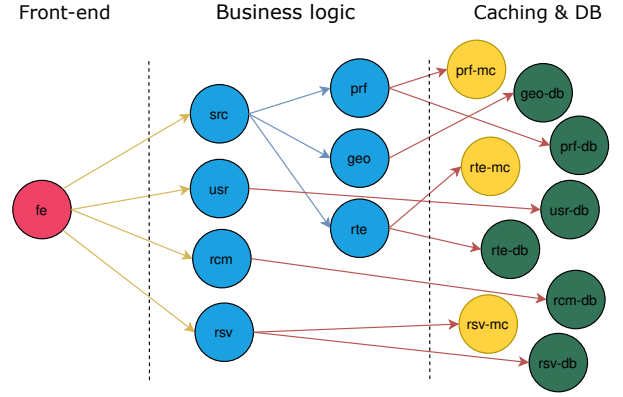 Front-end
Business logic
Caching & DB
fe
src
usr
rcm
rsv
prf
geo
rte
prf-mc
geo-db
prf-db
rte-mc
usr-db
rte-db
rcm-db
rsv-mc
rsv-db